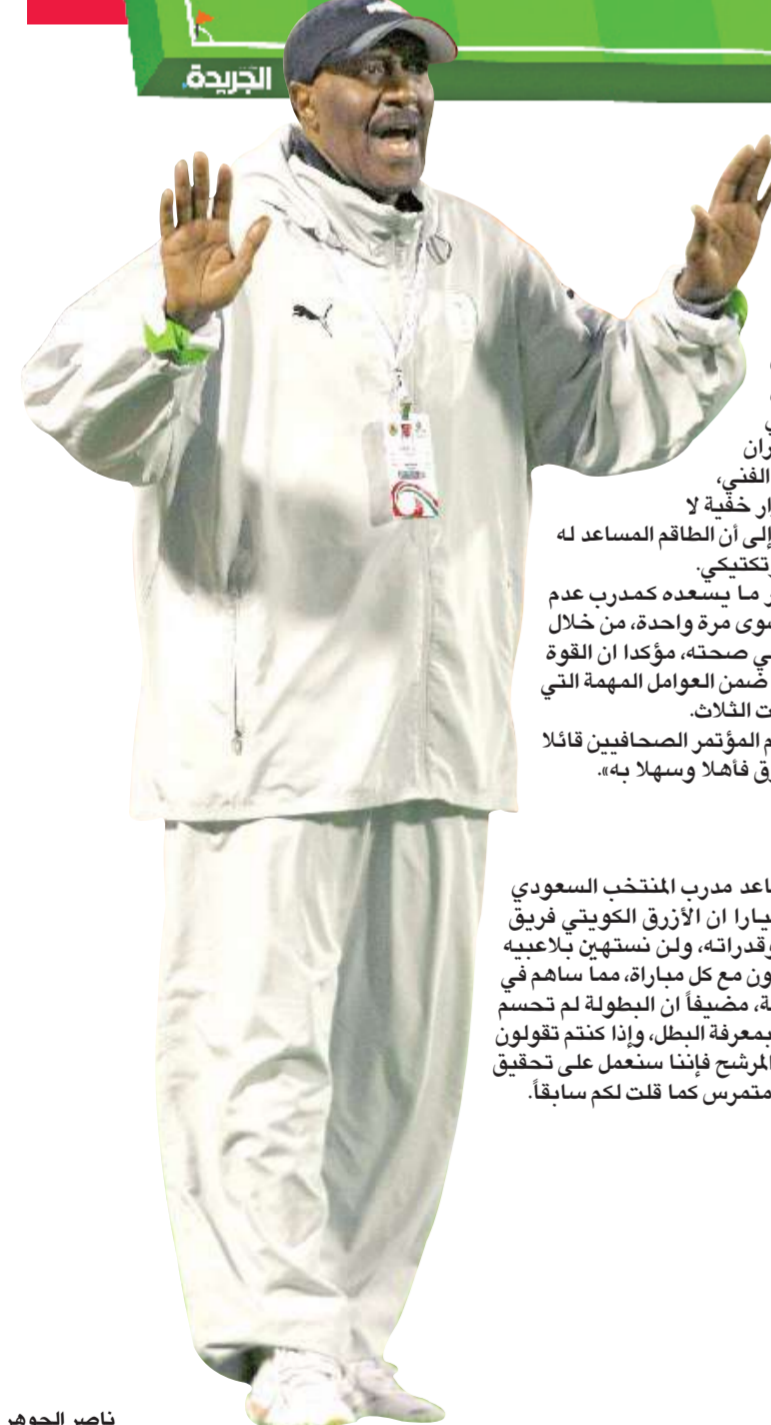 الجريدة
ران
الفني،
ار خفية لا
إلى أن الطاقم المساعد له
وتكتيكي.
ر ما يسعده كمدرب عدم
سوى مرة واحدة، من خلال
ي صحته، مؤكدا ان القوة
ضمن العوامل المهمة التي
ت الثلاث.
م المؤتمر الصحافيين قائلا
ق فأهلا وسهلا به».
اعد مدرب المنتخب السعودي
يارا ان الأزرق الكويتي فريق
وقدراته، ولن نستهين بلاعبيه
ون مع كل مباراة، مما ساهم في
ة، مضيفاً ان البطولة لم تحسم
بمعرفة البطل، وإذا كنتم تقولون
المرشح فإننا سنعمل على تحقيق
متمرس كما قلت لكم سابقاً.
ناصر الجوهر